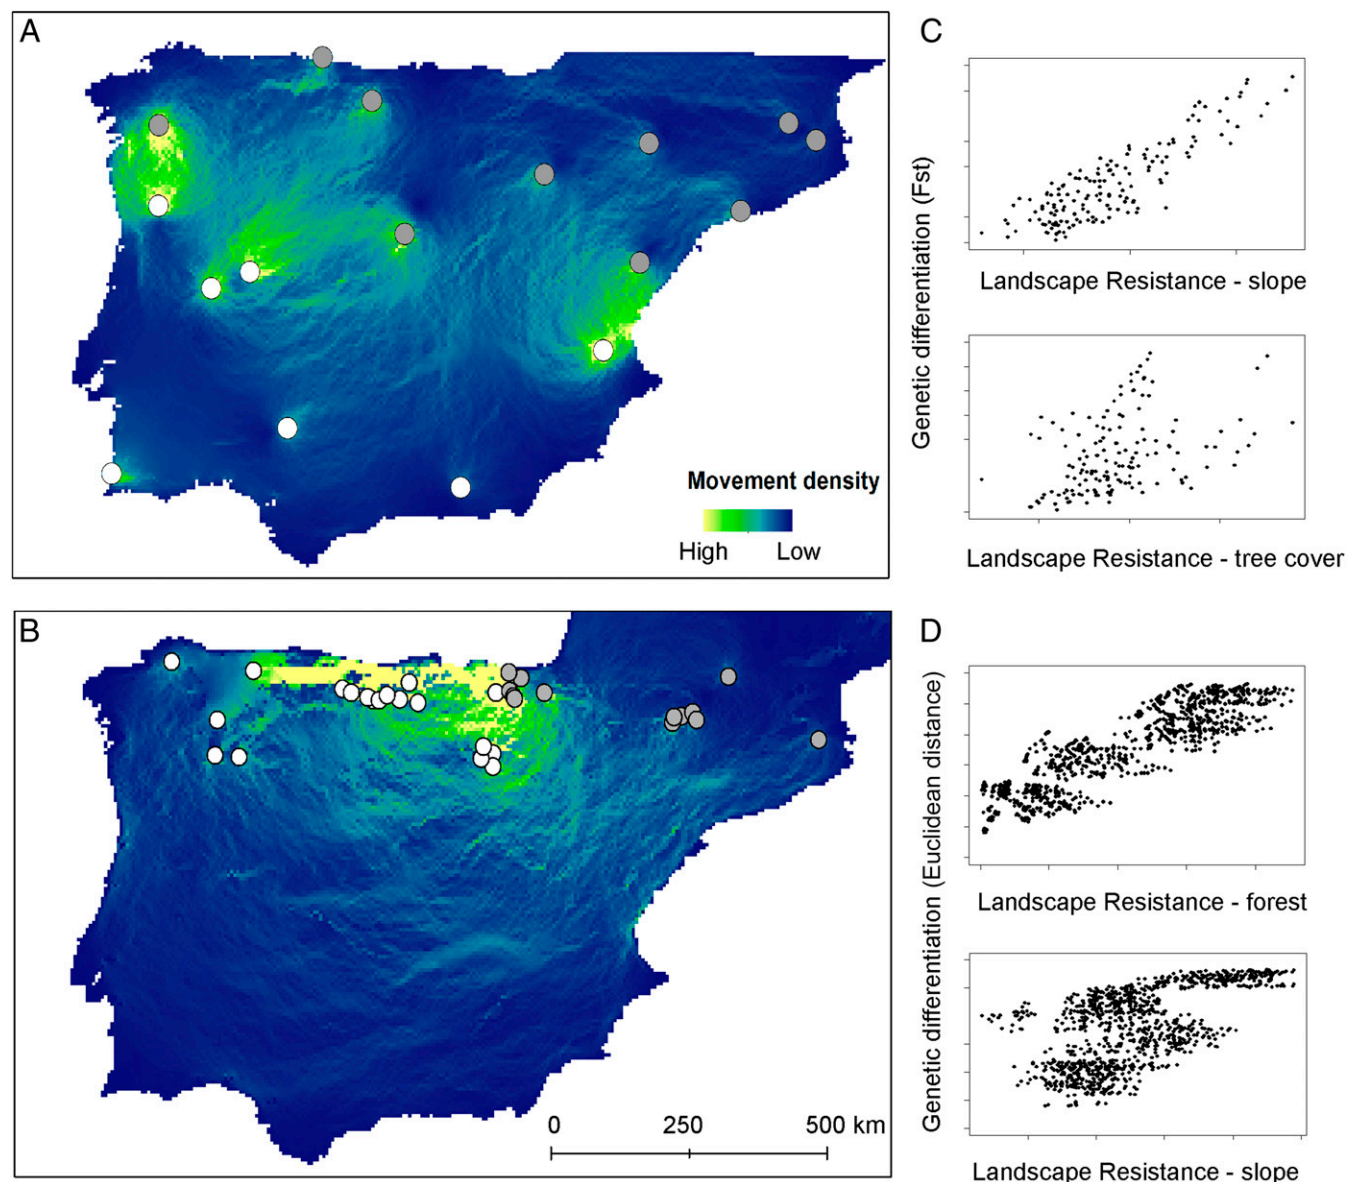 A
Movement density
High Low
B
0 250 500 km
C
Genetic differentiation (Fst)
Landscape Resistance - slope
Landscape Resistance - tree cover
D
Genetic differentiation (Euclidean distance)
Landscape Resistance - forest
Landscape Resistance - slope